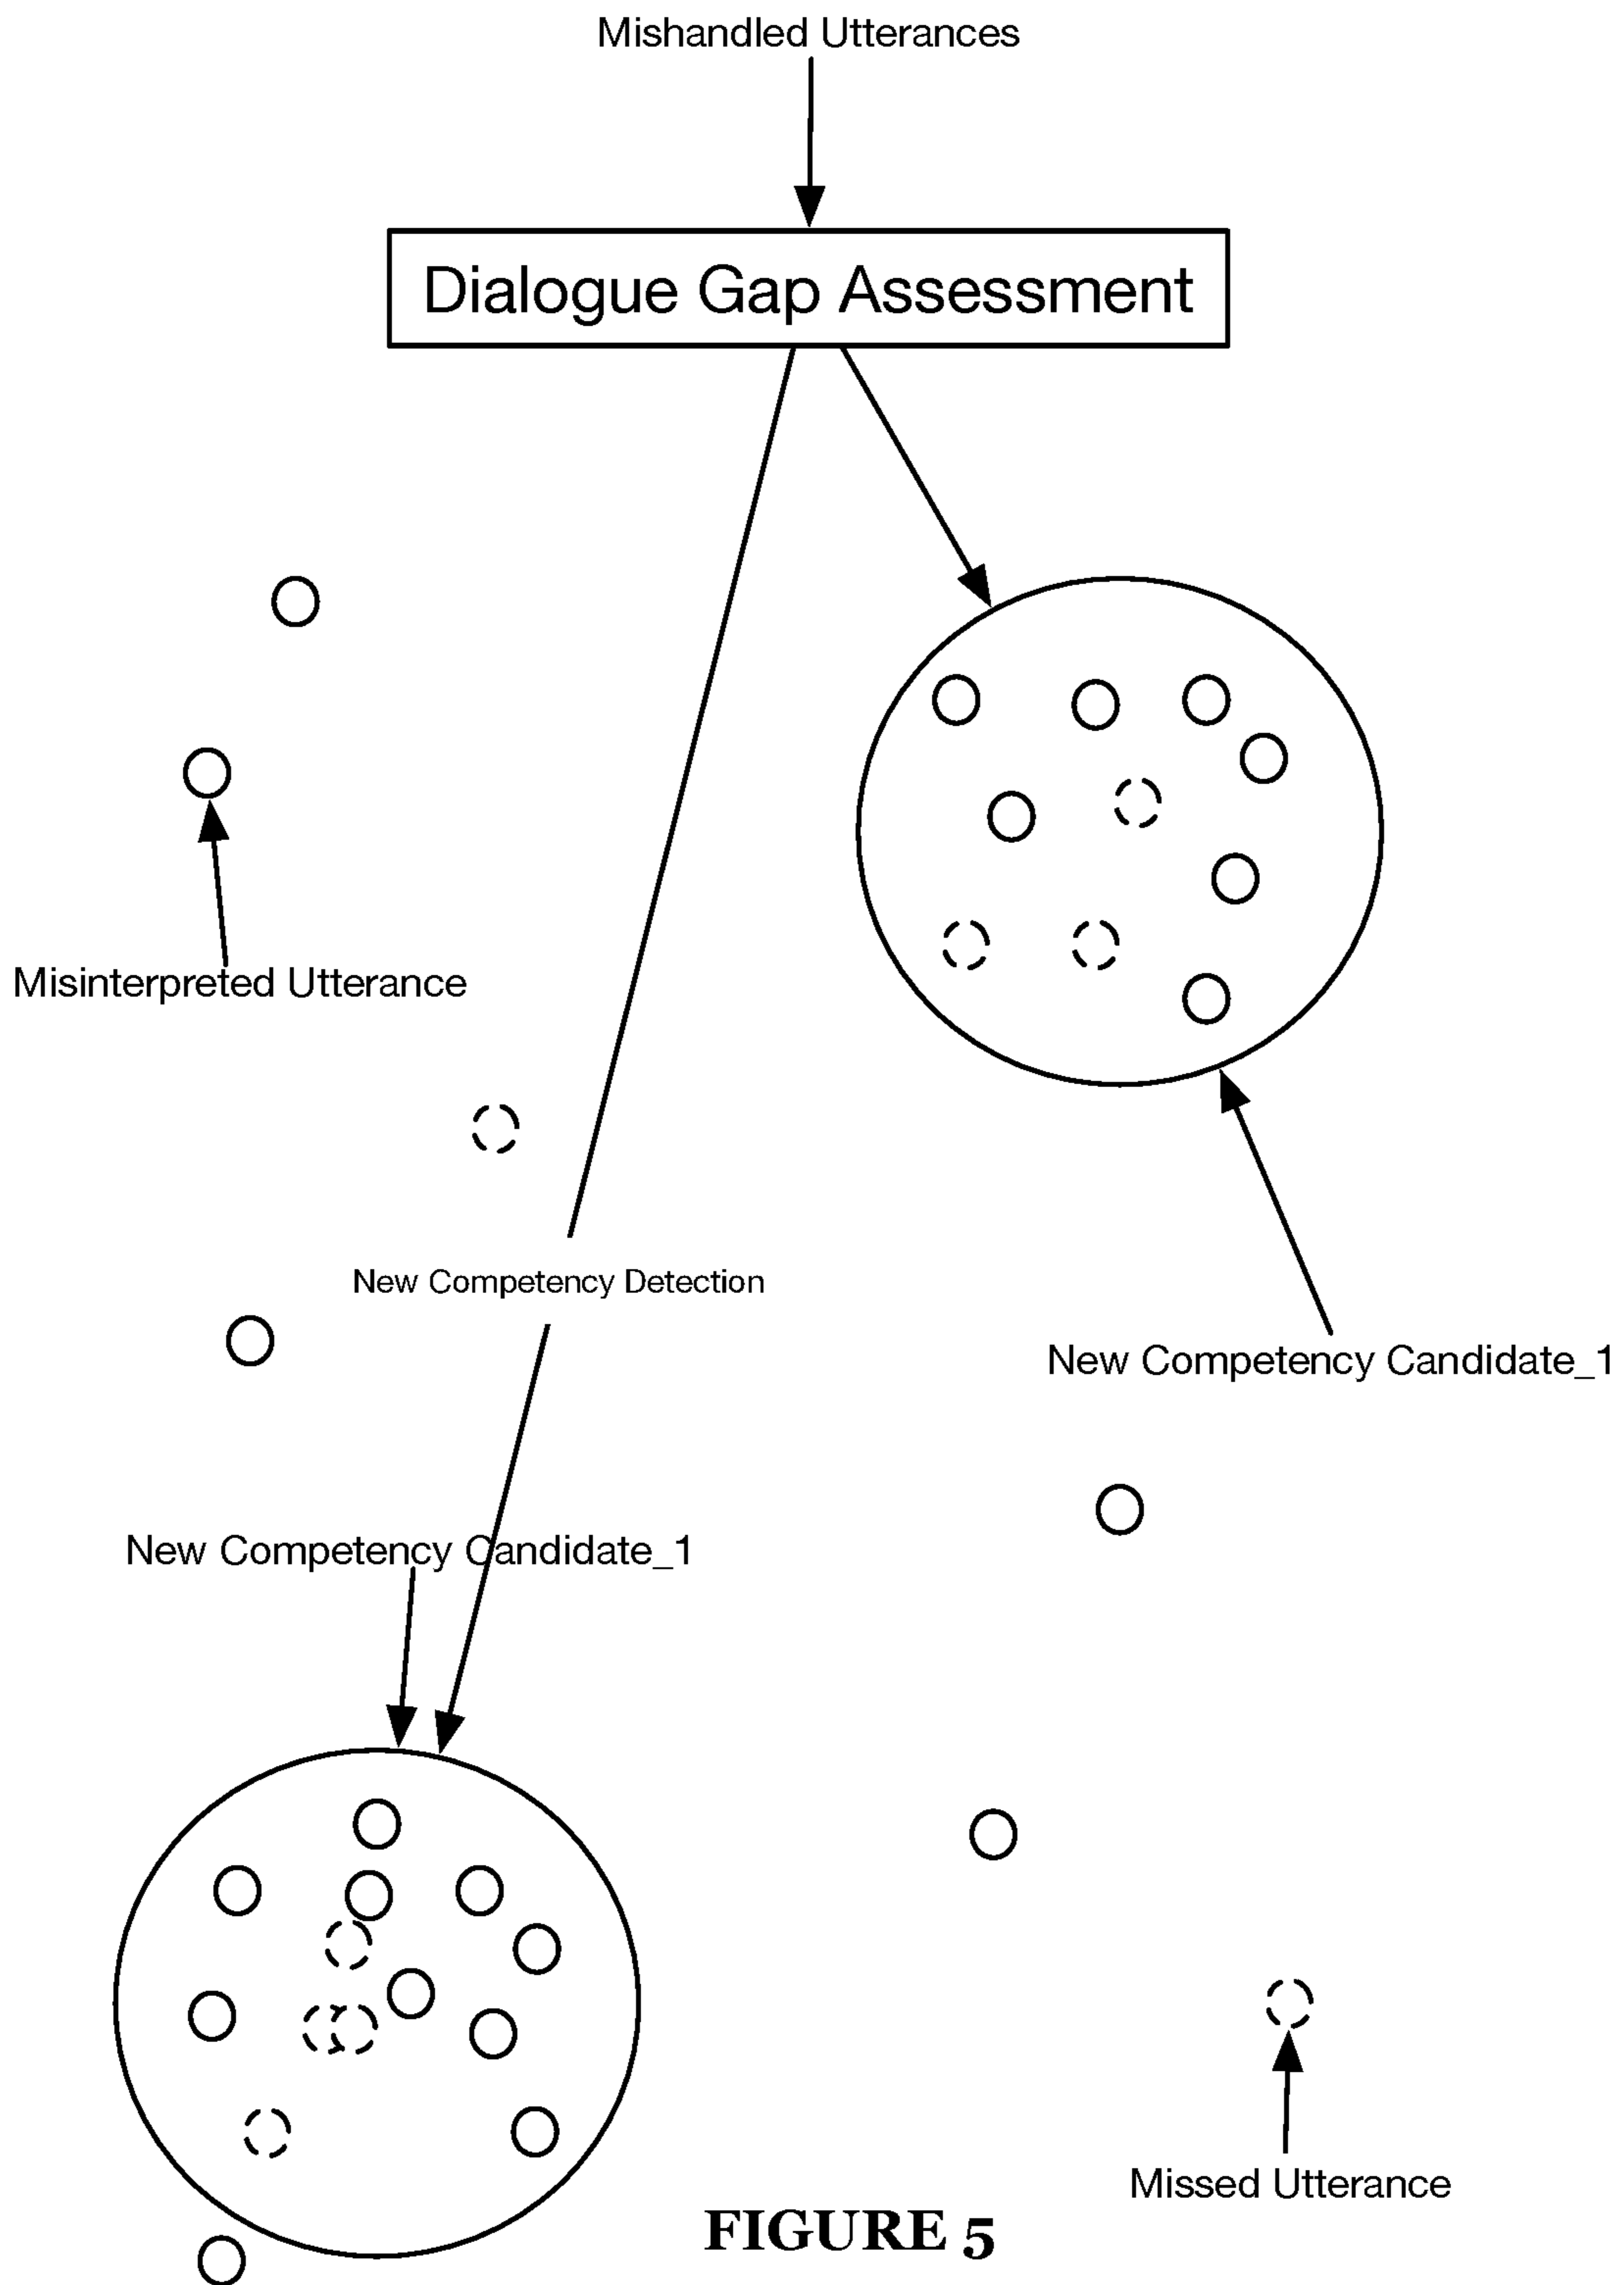 Mishandled Utterances
Dialogue Gap Assessment
Misinterpreted Utterance
New Competency Detection
New Competency Candidate_1
New Competency Candidate_1
Missed Utterance
FIGURE 5